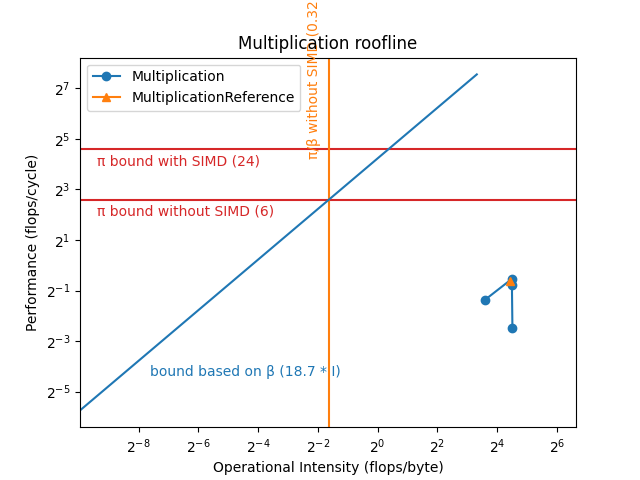 Multiplication roofline
Multiplication
MultiplicationReference
π/β without SIMD (0.32
π bound with SIMD (24)
π bound without SIMD (6)
bound based on β (18.7 * I)
Performance (flops/cycle)
2^7
2^5
2^3
2^1
2^−1
2^−3
2^−5
2^−8
2^−6
2^−4
2^−2
2^0
2^2
2^4
2^6
Operational Intensity (flops/byte)